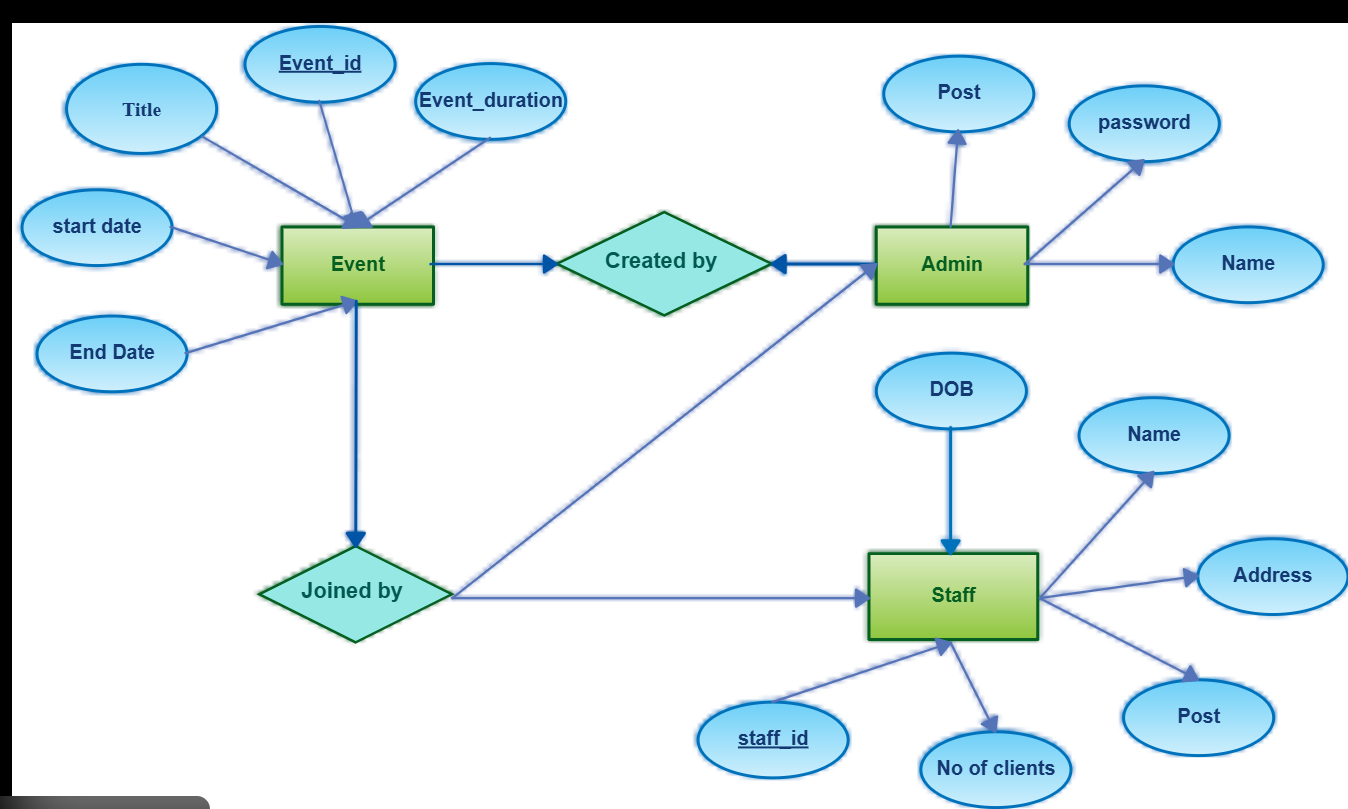 Event_id
Title
Event_duration
Post
password
start date
Event
Created by
Admin
Name
End Date
DOB
Name
Joined by
Staff
Address
staff_id
No of clients
Post